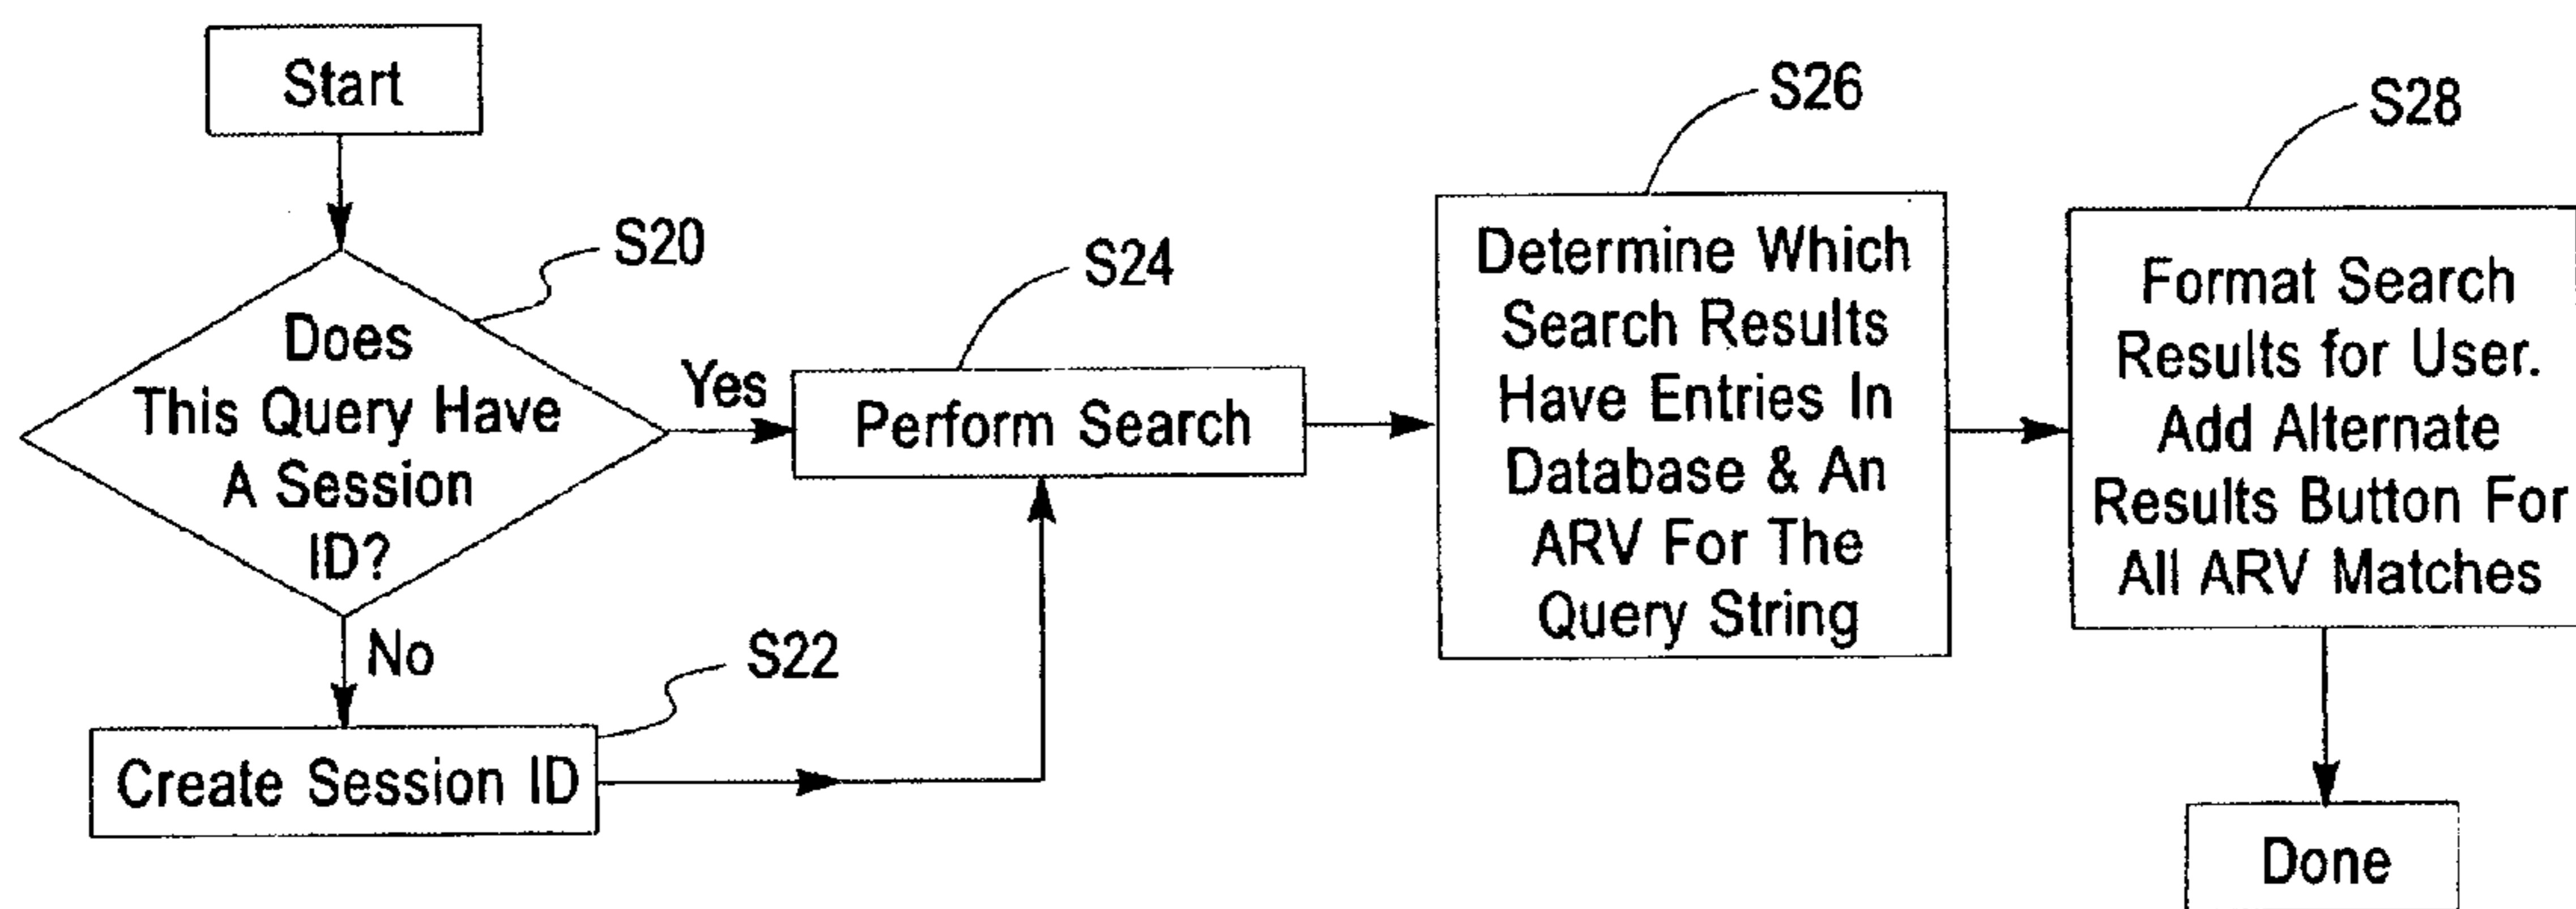 Start
S20
Does
This Query Have
A Session
ID?
Yes
No
S22
Create Session ID
S24
Perform Search
S26
Determine Which
Search Results
Have Entries In
Database & An
ARV For The
Query String
S28
Format Search
Results for User.
Add Alternate
Results Button For
All ARV Matches
Done